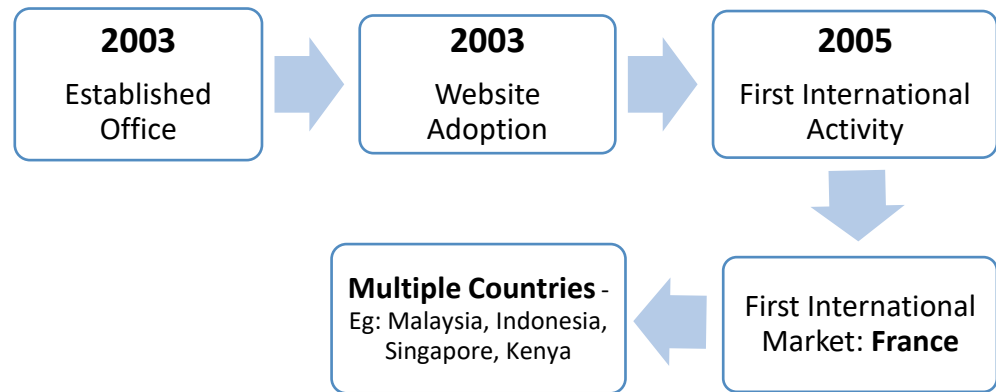 2003
Established
Office
2003
Website
Adoption
2005
First International
Activity
First International
Market: France
Multiple Countries -
Eg: Malaysia, Indonesia,
Singapore, Kenya